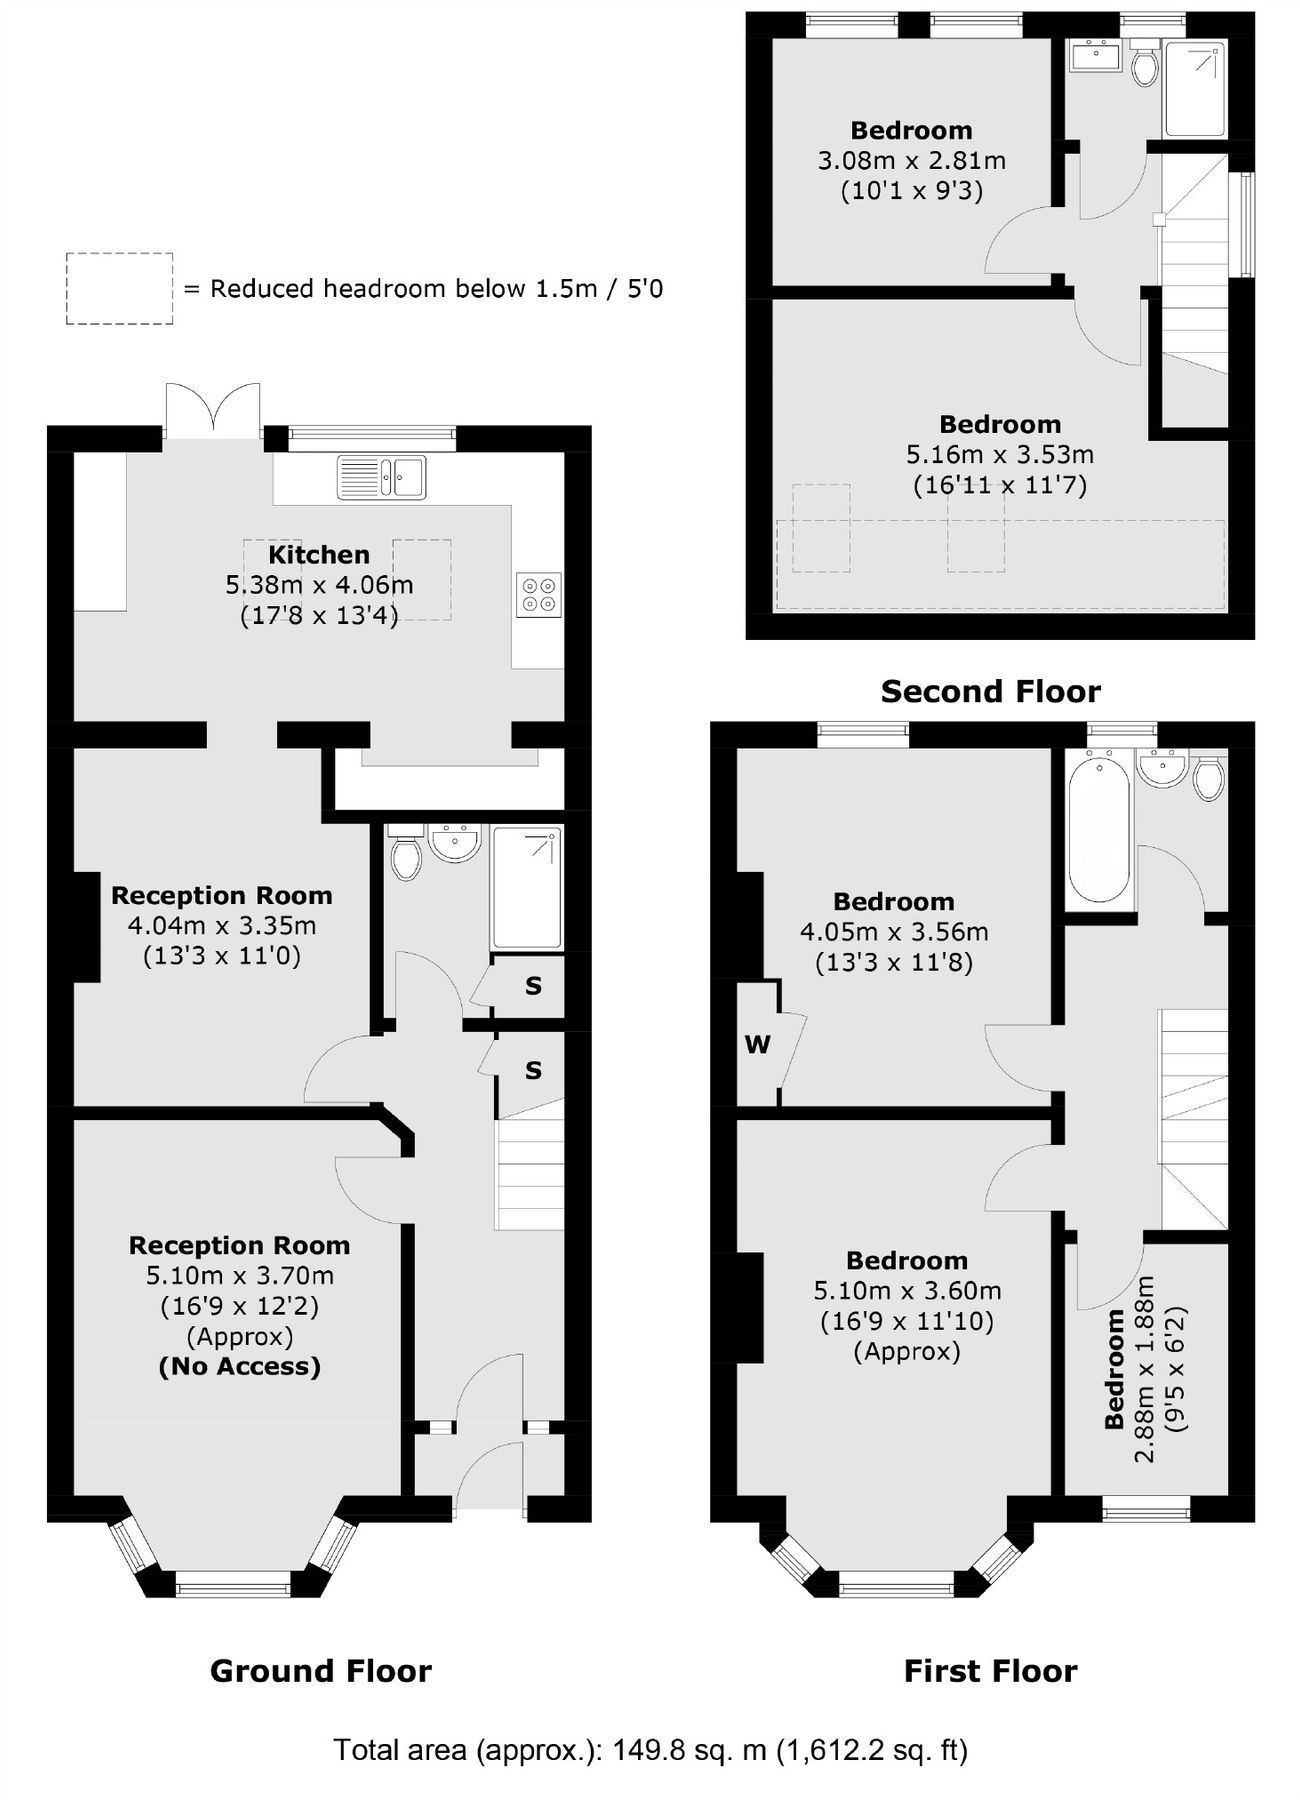 Bedroom
3.08m x 2.81m
(10'1 x 9'3)
= Reduced headroom below 1.5m / 5'0
Bedroom
5.16m x 3.53m
(16'11 x 11'7)
Second Floor
Kitchen
5.38m x 4.06m
(17'8 x 13'4)
Reception Room
4.04m x 3.35m
(13'3 x 11'0)
S
S
Reception Room
5.10m x 3.70m
(16'9 x 12'2)
(Approx)
(No Access)
Ground Floor
Bedroom
4.05m x 3.56m
(13'3 x 11'8)
W
Bedroom
5.10m x 3.60m
(16'9 x 11'10)
(Approx)
Bedroom
2.88m x 1.88m
(9'5 x 6'2)
First Floor
Total area (approx.): 149.8 sq. m (1,612.2 sq. ft)